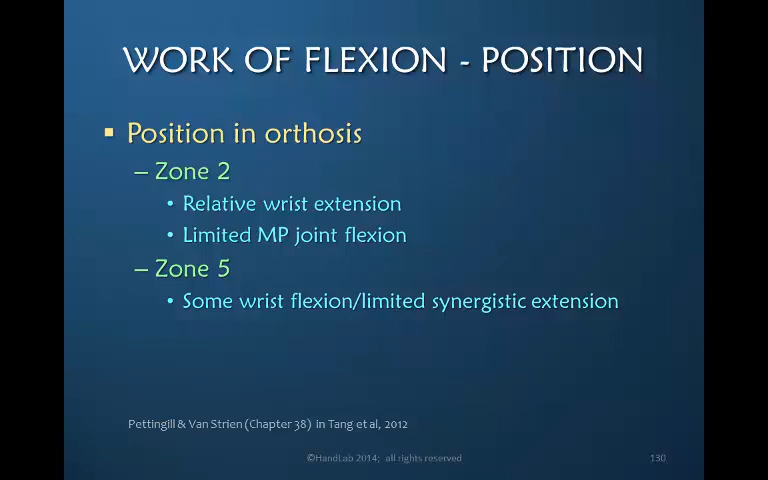 WORK OF FLEXION - POSITION
▪ Position in orthosis
– Zone 2
• Relative wrist extension
• Limited MP joint flexion
– Zone 5
• Some wrist flexion/limited synergistic extension
Pettingill & Van Strien (Chapter 38) in Tang et al, 2012
©HandLab 2014; all rights reserved
130